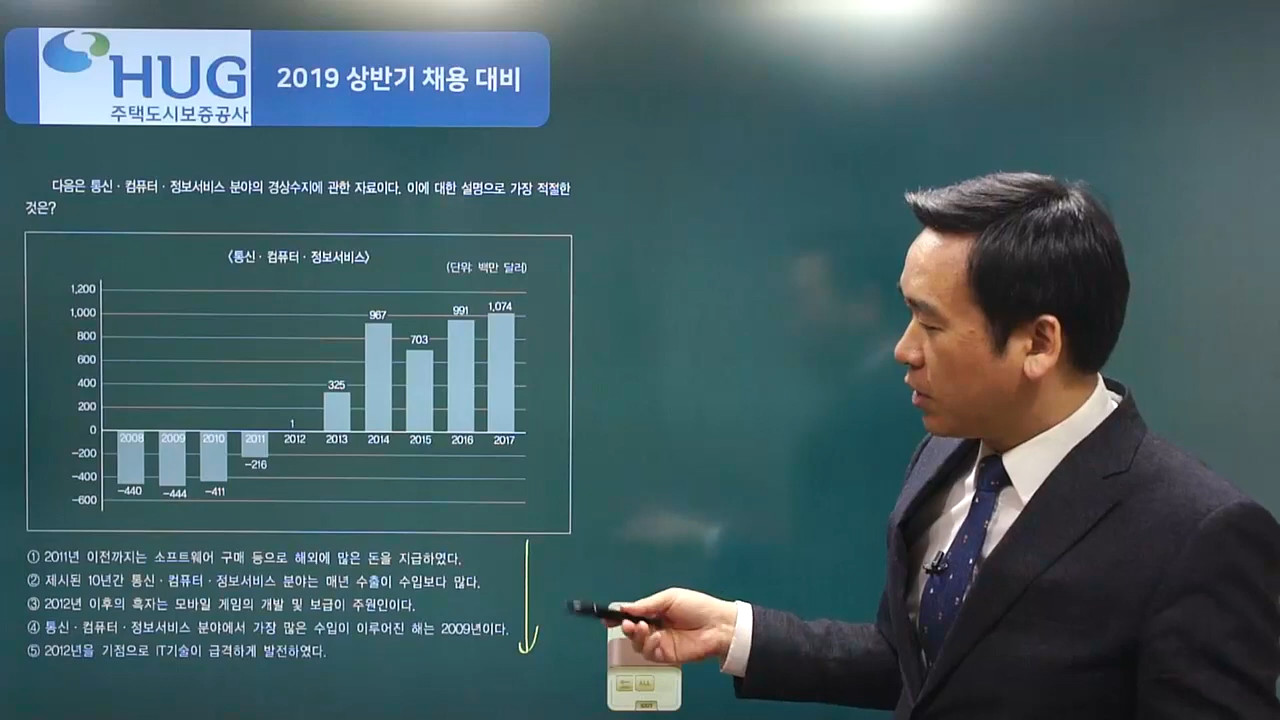 HUG
주택도시보증공사
2019 상반기 채용 대비
다음은 통신 · 컴퓨터 · 정보서비스 분야의 경상수지에 관한 자료이다. 이에 대한 설명으로 가장 적절한
것은?
〈통신 · 컴퓨터 · 정보서비스〉
(단위: 백만 달러)
1,200
1,000
800
600
400
200
0
-200
-400
-600
2008 2009 2010 2011 2012 2013 2014 2015 2016 2017
-440 -444 -411 -216 1 325 967 703 991 1,074
① 2011년 이전까지는 소프트웨어 구매 등으로 해외에 많은 돈을 지급하였다.
② 제시된 10년간 통신 · 컴퓨터 · 정보서비스 분야는 매년 수출이 수입보다 많다.
③ 2012년 이후의 흑자는 모바일 게임의 개발 및 보급이 주원인이다.
④ 통신 · 컴퓨터 · 정보서비스 분야에서 가장 많은 수입이 이루어진 해는 2009년이다.
⑤ 2012년을 기점으로 IT기술이 급격하게 발전하였다.
ALL